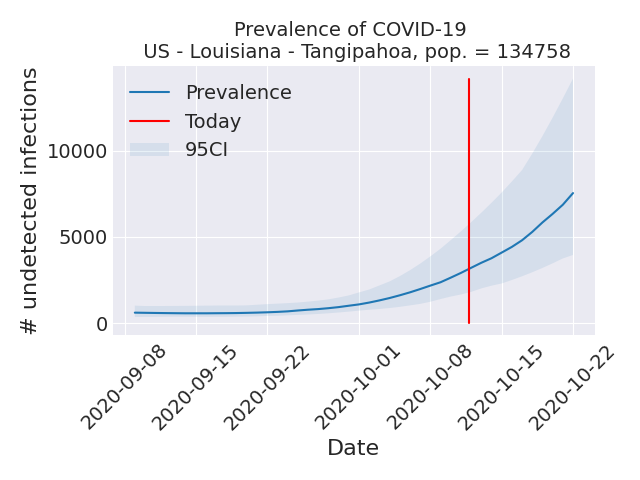 Prevalence of COVID-19
US - Louisiana - Tangipahoa, pop. = 134758
# undetected infections
10000
5000
0
Prevalence
Today
95CI
2020-09-08
2020-09-15
2020-09-22
2020-10-01
2020-10-08
2020-10-15
2020-10-22
Date